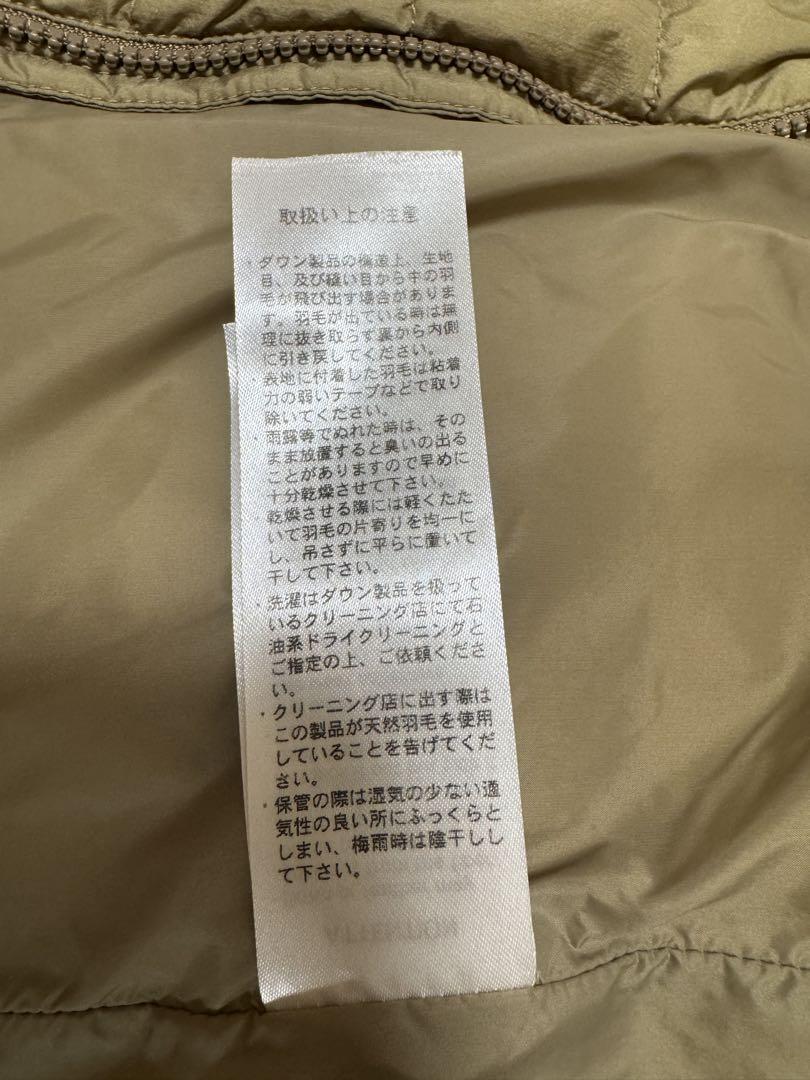 取扱い上の注意
・ダウン製品の構造上、生地
目、及び縫い目から中の羽
毛が飛び出す場合がありま
す。羽毛が出ている時は無
理に抜き取らず裏から内側
に引き戻してください。
・表地に付着した羽毛は粘着
力の弱いテープなどで取り
除いてください。
・雨露等でぬれた時は、その
まま放置すると臭いの出る
ことがありますので早めに
十分乾燥させて下さい。
・乾燥させる際には軽くたた
いて羽毛の片寄りを均一に
し、吊さずに平らに置いて
干して下さい。
・洗濯はダウン製品を扱って
いるクリーニング店にて石
油系ドライクリーニングと
ご指定の上、ご依頼くださ
い。
・クリーニング店に出す際は
この製品が天然羽毛を使用
していることを告げてくだ
さい。
・保管の際は湿気の少ない通
気性の良い所にふっくらと
しまい、梅雨時は陰干しし
て下さい。
ATTENTION